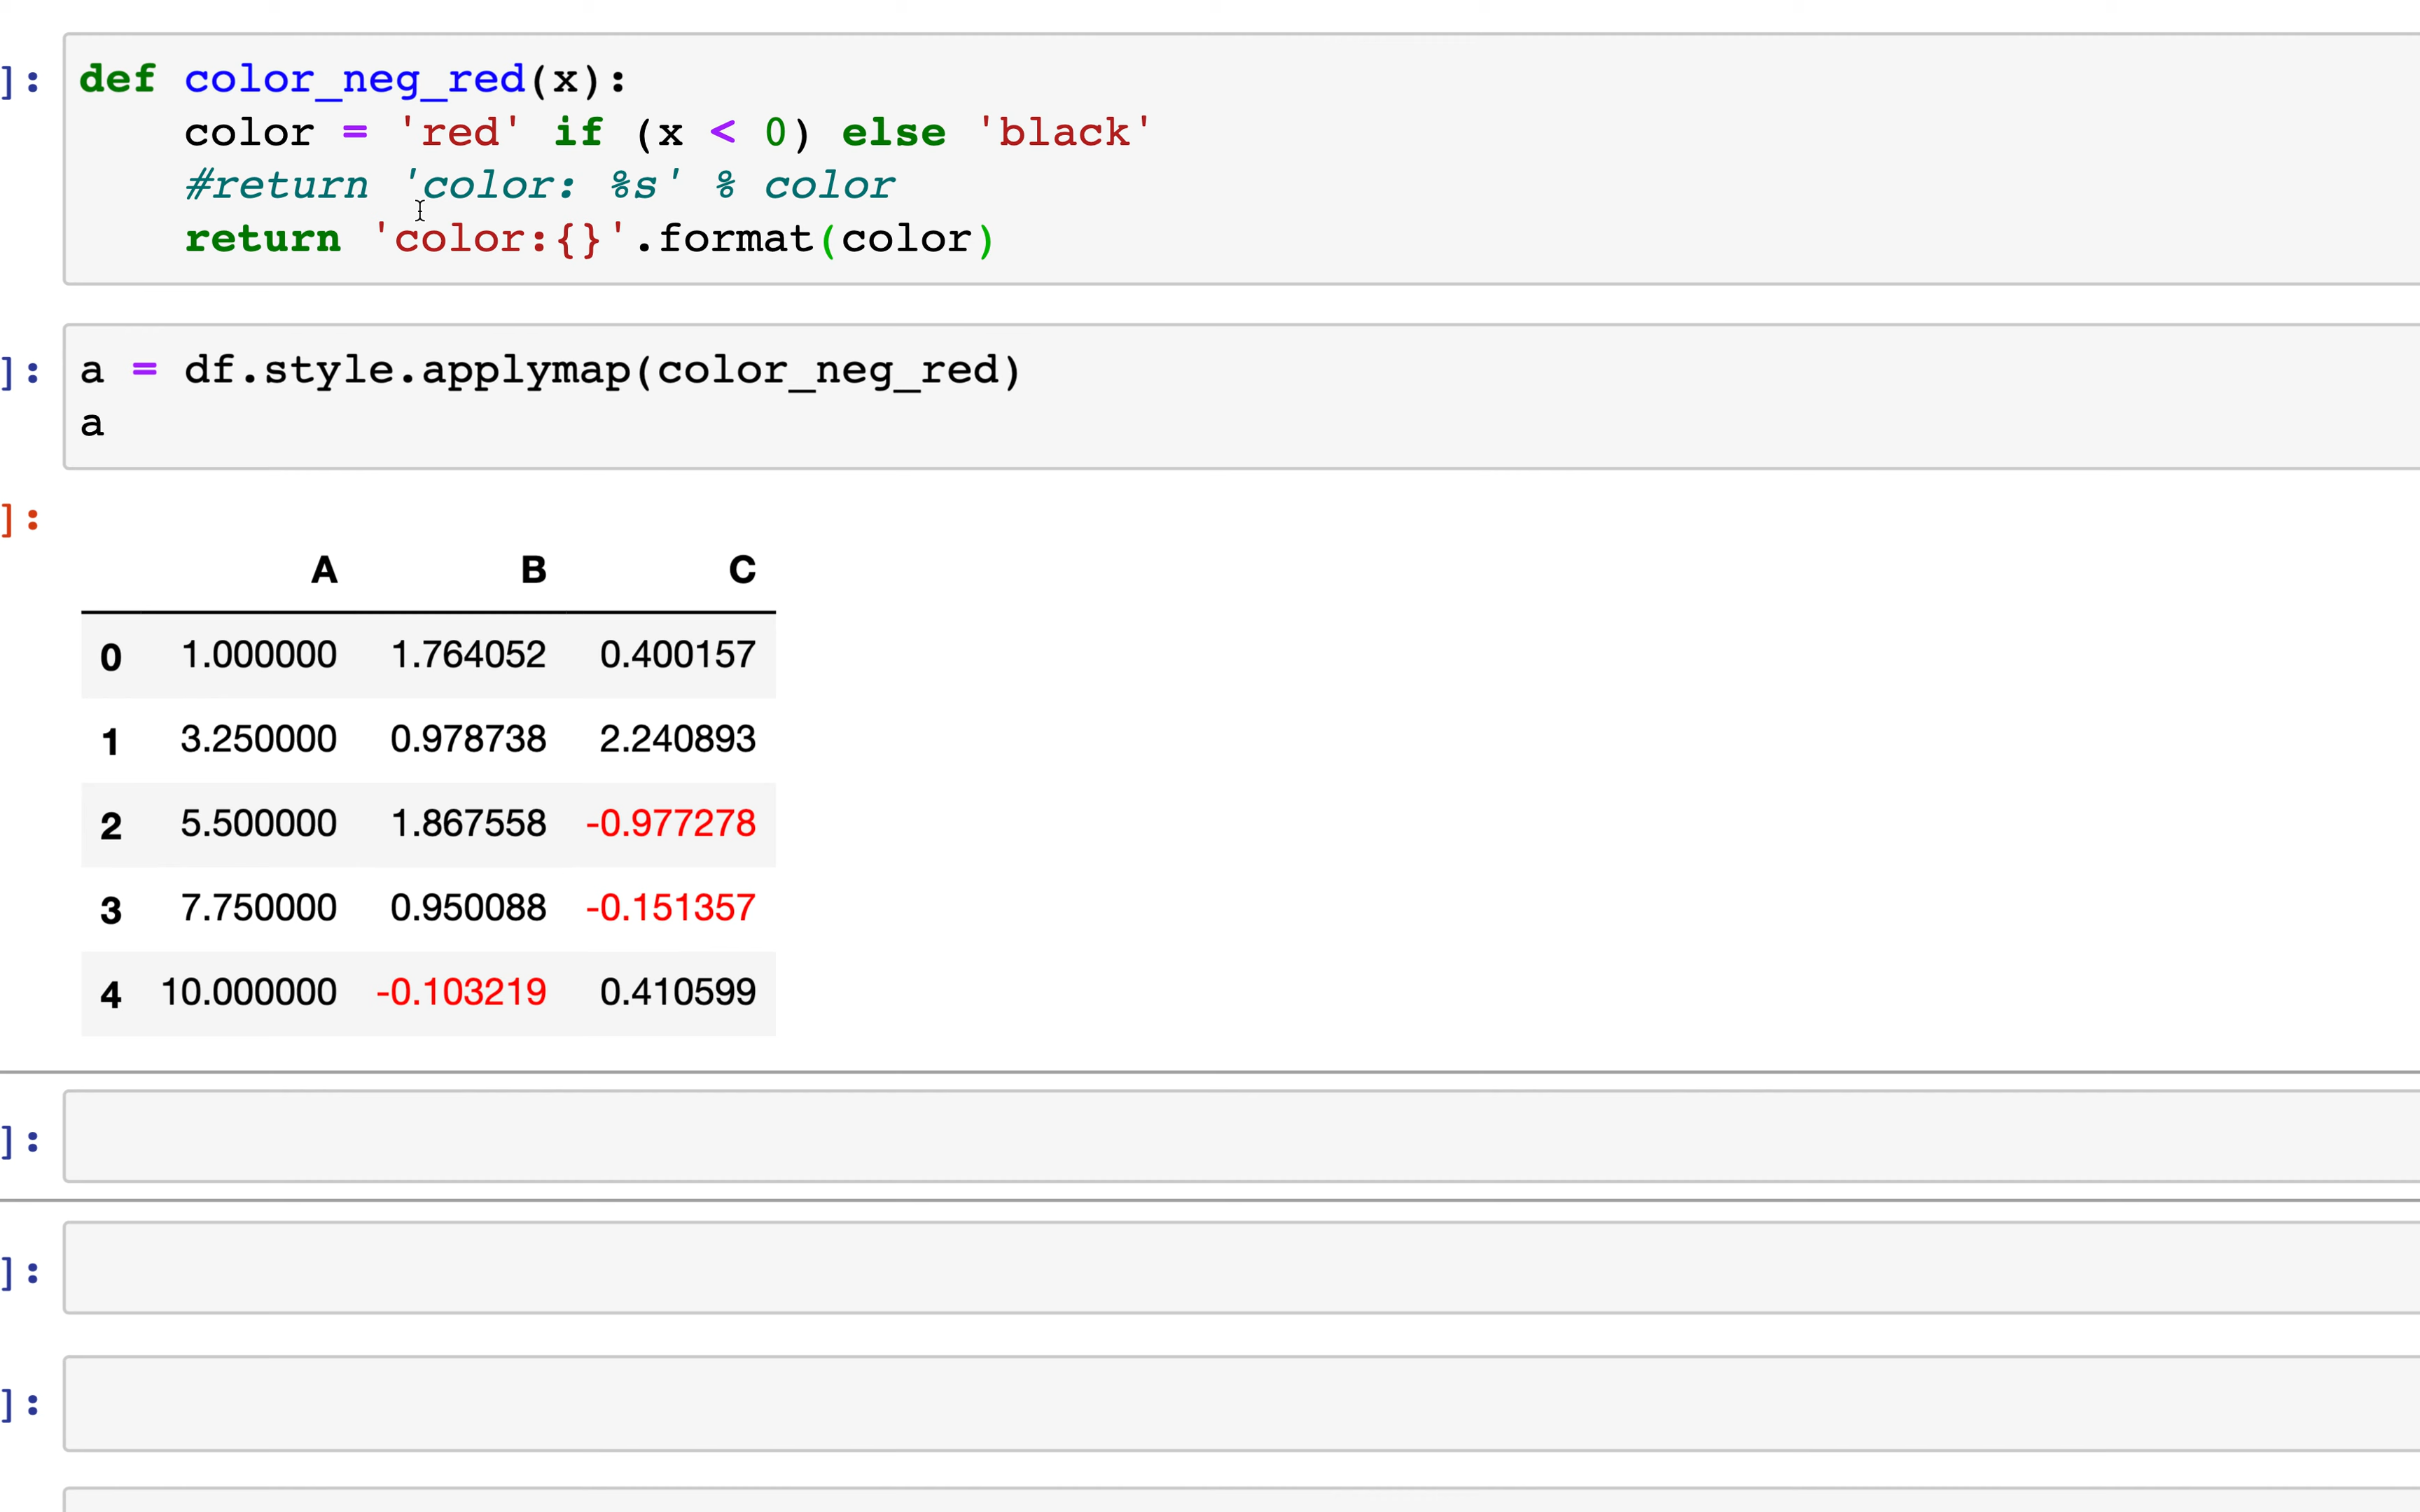 ]: def color_neg_red(x):
    color = 'red' if (x < 0) else 'black'
    #return 'color: %s' % color
    return 'color:{}'.format(color)
]: a = df.style.applymap(color_neg_red)
a
]:
A B C
0 1.000000 1.764052 0.400157
1 3.250000 0.978738 2.240893
2 5.500000 1.867558 -0.977278
3 7.750000 0.950088 -0.151357
4 10.000000 -0.103219 0.410599
]:
]:
]: